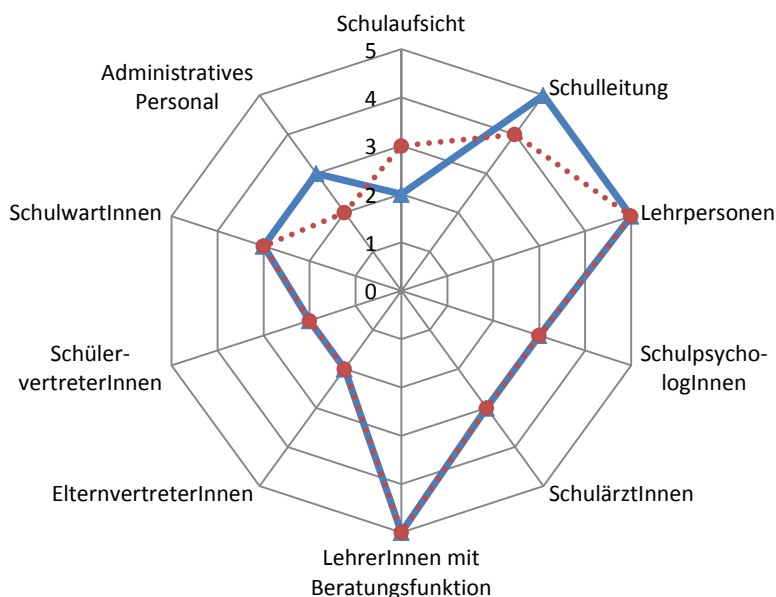 Schulaufsicht
5
Administratives
Personal
4
Schulleitung
3
2
SchulwartInnen
Lehrpersonen
1
0
Schüler-
vertreterInnen
Schulpsycho-
logInnen
ElternvertreterInnen
SchulärztInnen
LehrerInnen mit
Beratungsfunktion